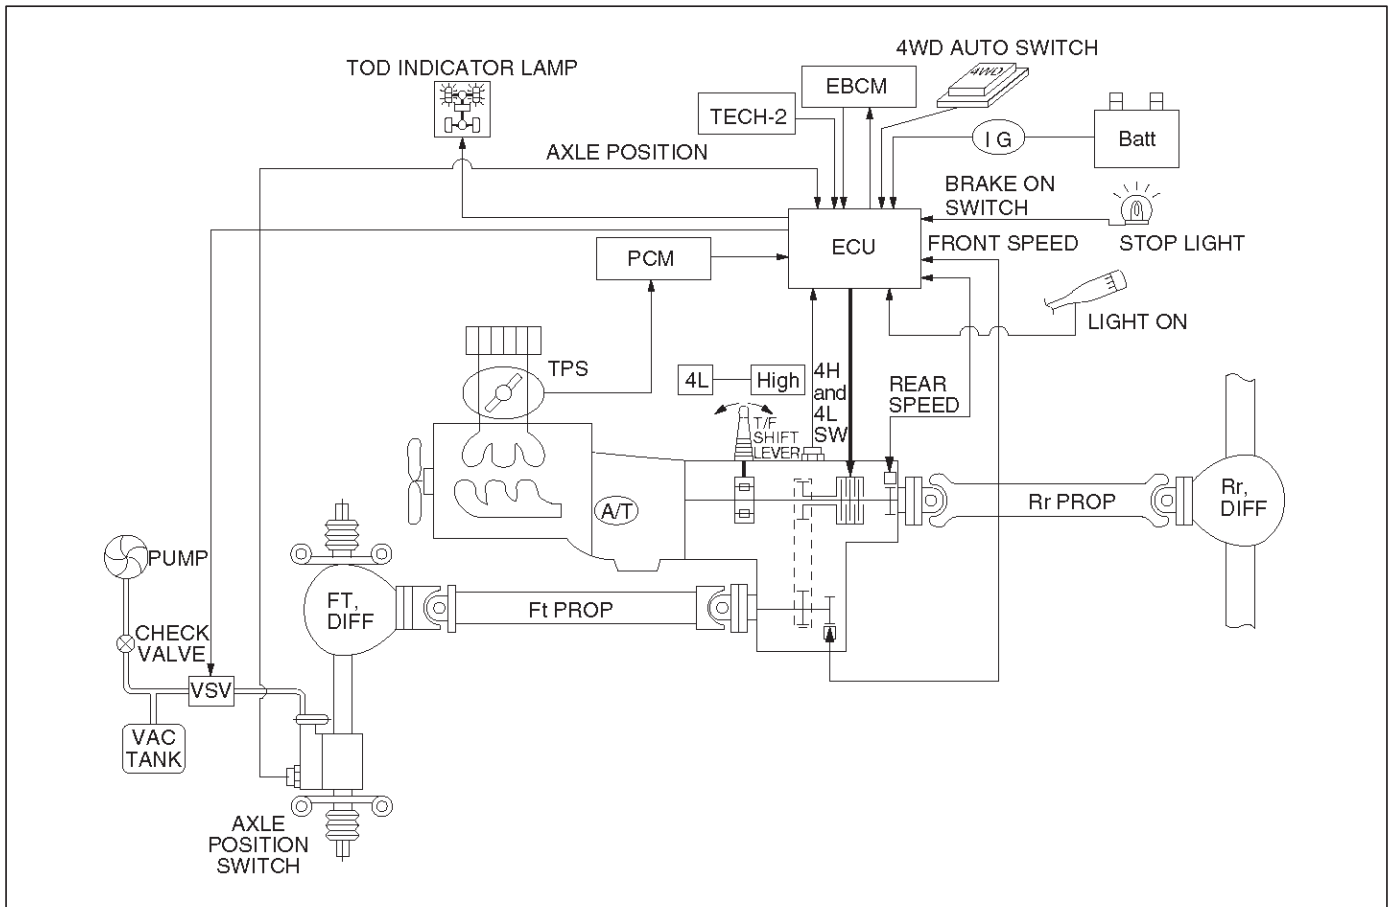 4WD AUTO SWITCH
TOD INDICATOR LAMP
4WD
EBCM
TECH-2
I G
Batt
AXLE POSITION
BRAKE ON
SWITCH
ECU
FRONT SPEED
STOP LIGHT
PCM
LIGHT ON
TPS
4L
High
4H
and
4L
SW
REAR
SPEED
T/F
SHIFT
LEVER
A/T
Rr PROP
Rr,
DIFF
PUMP
FT,
DIFF
Ft PROP
CHECK
VALVE
VSV
VAC
TANK
AXLE
POSITION
SWITCH